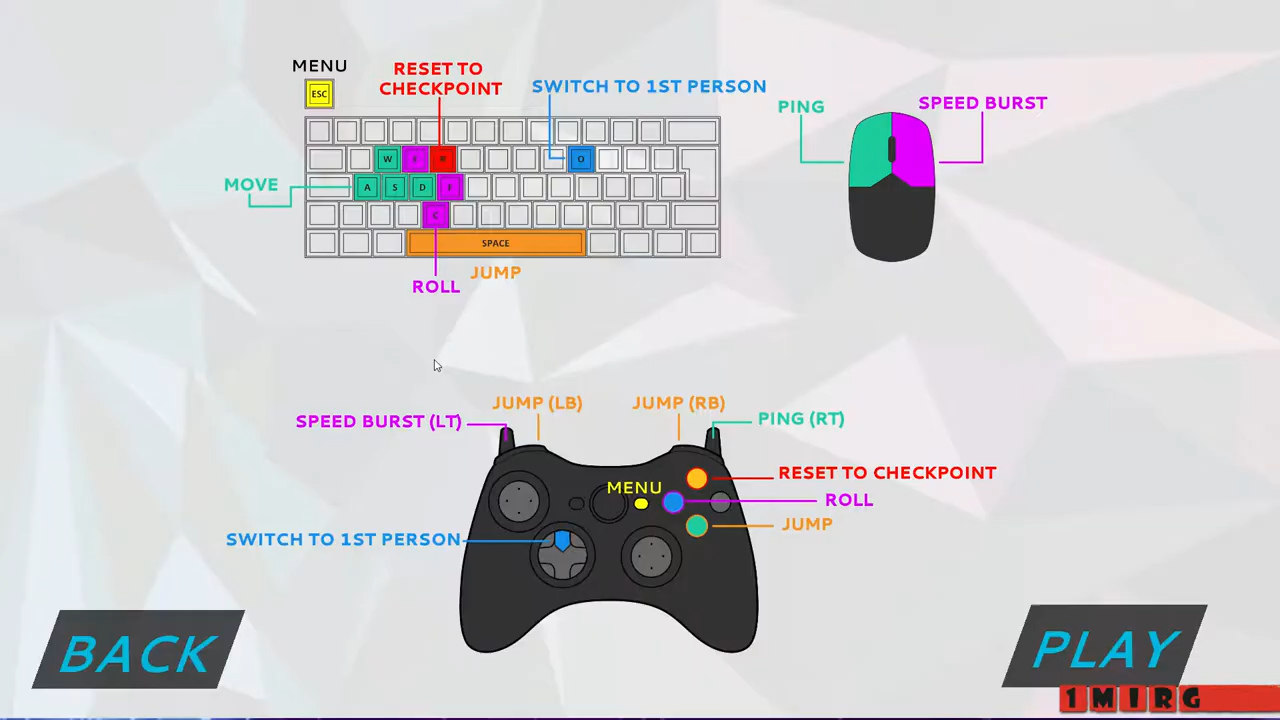 MENU
RESET TO
CHECKPOINT
SWITCH TO 1ST PERSON
PING
SPEED BURST
ESC
W
E
R
O
MOVE
A
S
D
F
C
SPACE
JUMP
ROLL
JUMP (LB)
JUMP (RB)
SPEED BURST (LT)
PING (RT)
RESET TO CHECKPOINT
MENU
ROLL
JUMP
SWITCH TO 1ST PERSON
BACK
PLAY
1MIRG